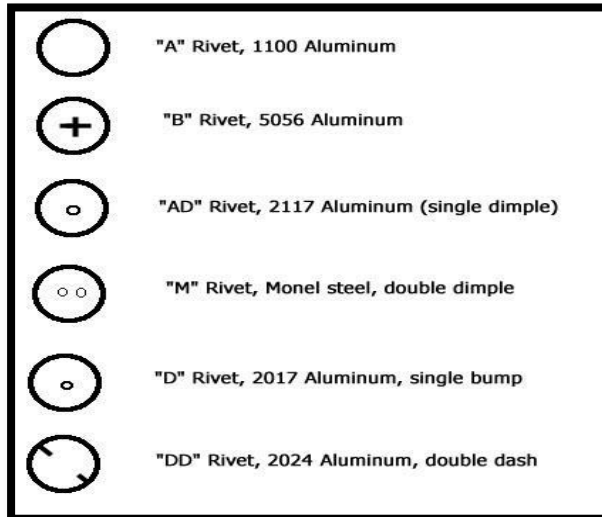 "A" Rivet, 1100 Aluminum
"B" Rivet, 5056 Aluminum
"AD" Rivet, 2117 Aluminum (single dimple)
"M" Rivet, Monel steel, double dimple
"D" Rivet, 2017 Aluminum, single bump
"DD" Rivet, 2024 Aluminum, double dash